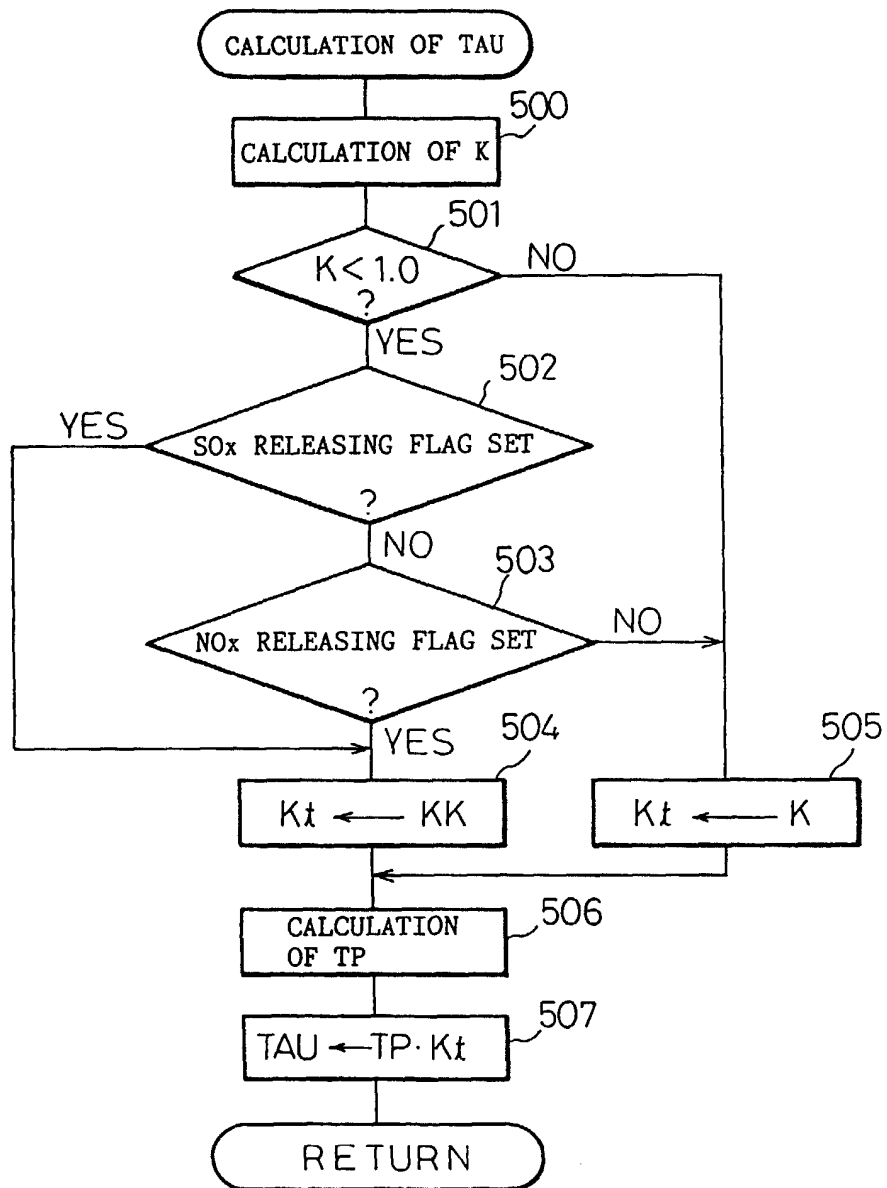 CALCULATION OF TAU
500
CALCULATION OF K
501
K < 1.0
?
NO
YES
502
YES
SOx RELEASING FLAG SET
?
NO
503
NOx RELEASING FLAG SET
NO
?
YES
504
505
Kt ← KK
Kt ← K
506
CALCULATION
OF TP
507
TAU ← TP · Kt
RETURN